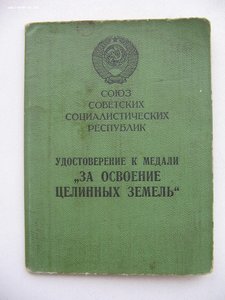 СОЮЗ
СОВЕТСКИХ
СОЦИАЛИСТИЧЕСКИХ
РЕСПУБЛИК
УДОСТОВЕРЕНИЕ К МЕДАЛИ
„ЗА ОСВОЕНИЕ
ЦЕЛИННЫХ ЗЕМЕЛЬ“